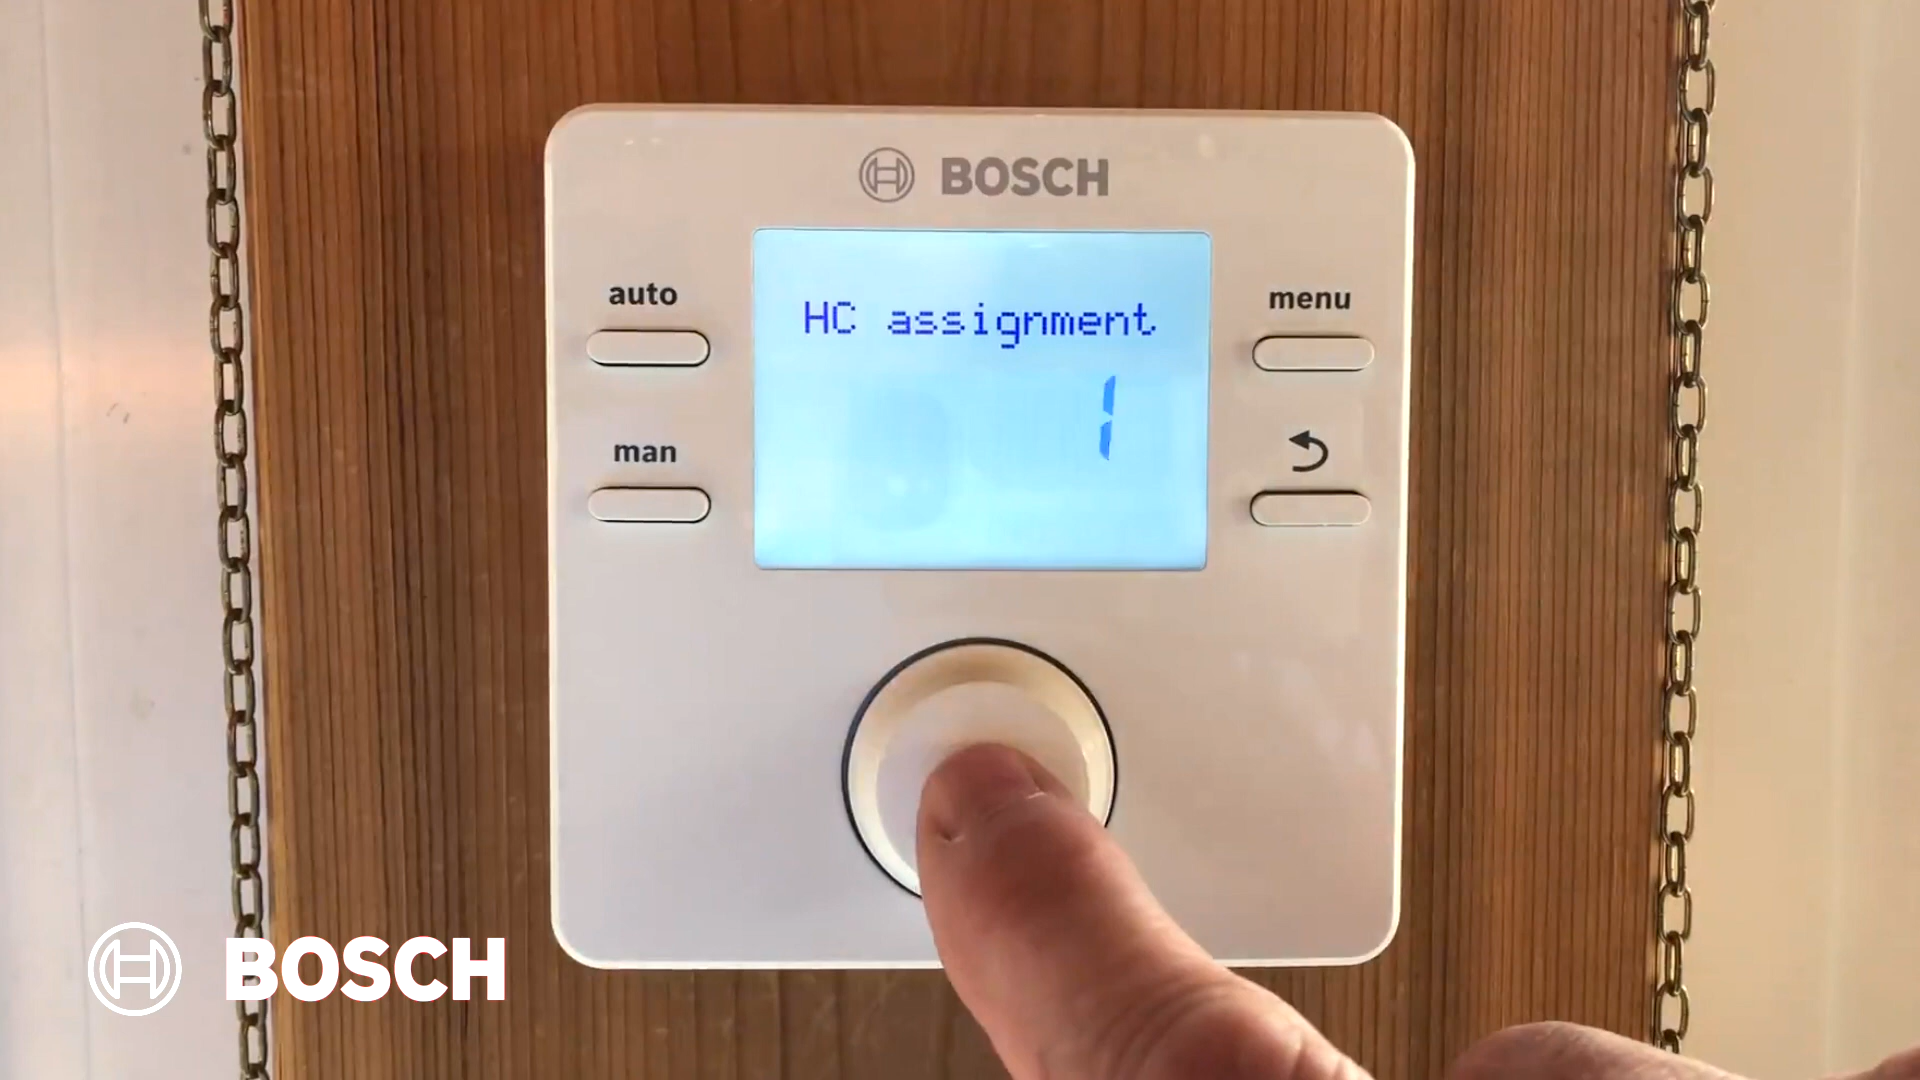 BOSCH
auto
HC assignment
menu
1
man
BOSCH